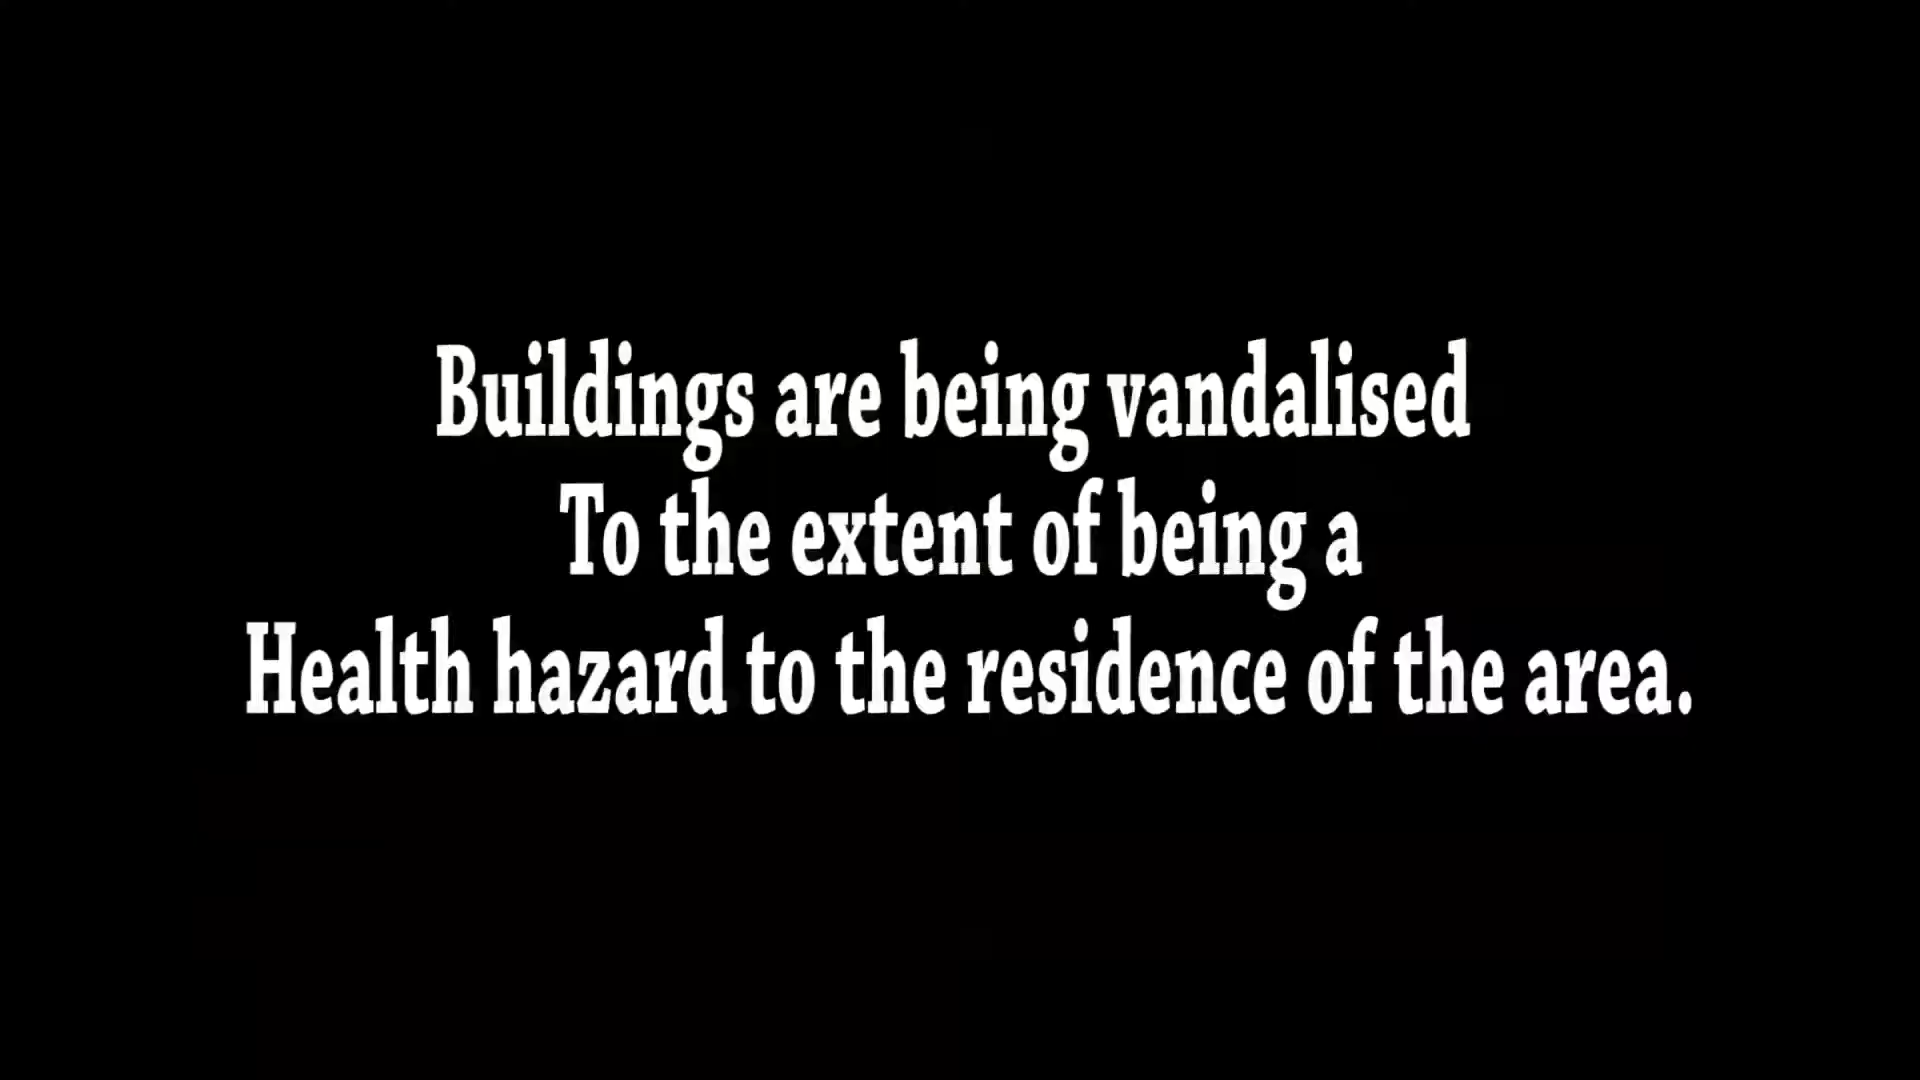 Buildings are being vandalised
To the extent of being a
Health hazard to the residence of the area.